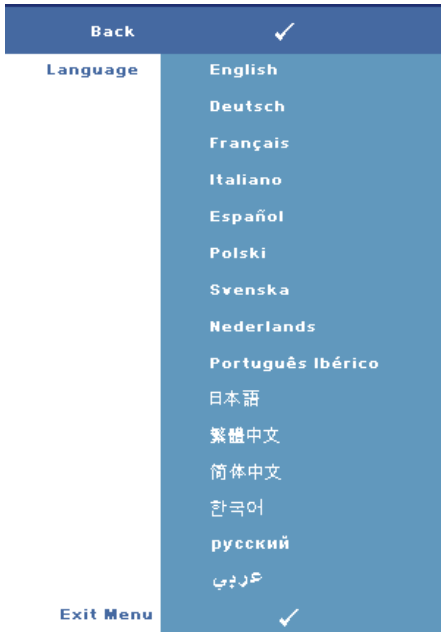 Back
Language English
Deutsch
Français
Italiano
Español
Polski
Svenska
Nederlands
Português Ibérico
日本語
繁體中文
简体中文
한국어
русский
عربي
Exit Menu